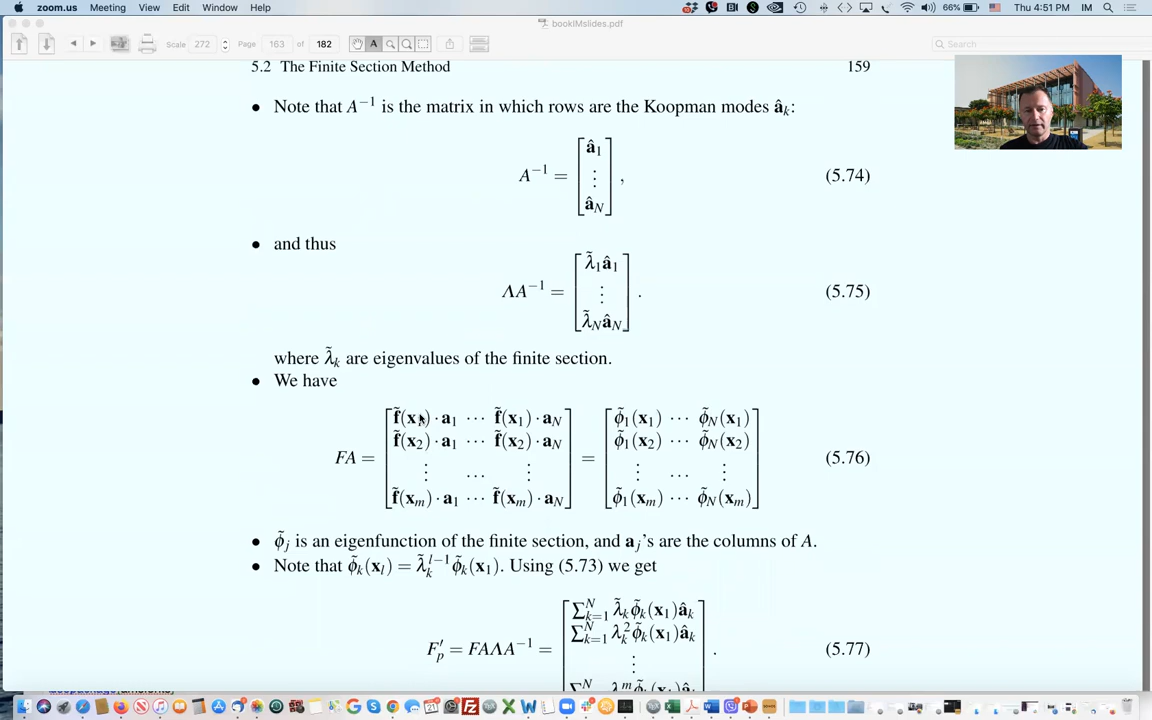 zoom.us Meeting View Edit Window Help 66% Thu 4:51 PM IM
bookIMslides.pdf
Scale 272 Page 163 of 182 Search
5.2 The Finite Section Method 159
• Note that A⁻¹ is the matrix in which rows are the Koopman modes âₖ:
A⁻¹ = [ â₁ ⋮ â_N ] , (5.74)
• and thus
ΛA⁻¹ = [ λ̃₁â₁ ⋮ λ̃_Nâ_N ] . (5.75)
where λ̃ₖ are eigenvalues of the finite section.
• We have
f̃(x₁)·a₁ ⋯ f̃(x₁)·a_N φ̃₁(x₁) ⋯ φ̃_N(x₁)
f̃(x₂)·a₁ ⋯ f̃(x₂)·a_N φ̃₁(x₂) ⋯ φ̃_N(x₂)
FA = ⋮ … ⋮ = ⋮ … ⋮ (5.76)
f̃(x_m)·a₁ ⋯ f̃(x_m)·a_N φ̃₁(x_m) ⋯ φ̃_N(x_m)
• φ̃ⱼ is an eigenfunction of the finite section, and aⱼ's are the columns of A.
• Note that φ̃ₖ(x_l) = λ̃ₖ^{l−1}φ̃ₖ(x₁). Using (5.73) we get
∑_{k=1}^N λ̃ₖφ̃ₖ(x₁)âₖ
∑_{k=1}^N λₖ²φ̃ₖ(x₁)âₖ
F′ₚ = FAΛA⁻¹ = ⋮ . (5.77)